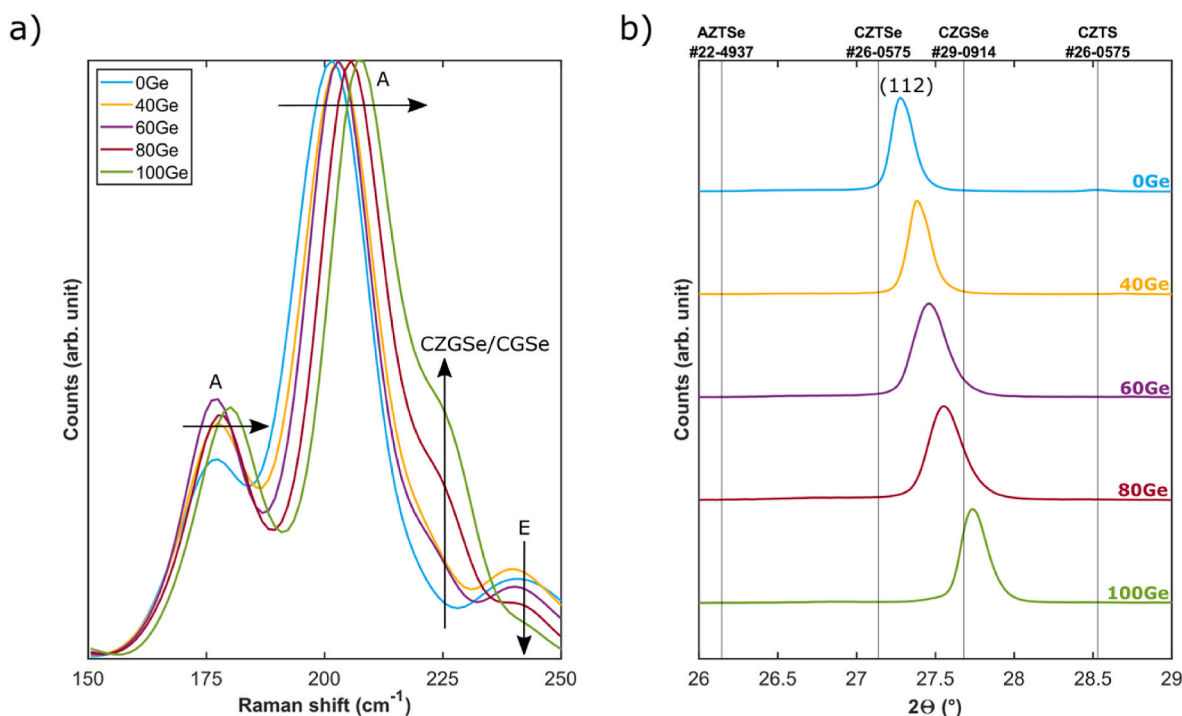 a)
0Ge
40Ge
60Ge
80Ge
100Ge
A
A
CZGSe/CGSe
E
Counts (arb. unit)
150 175 200 225 250
Raman shift (cm-1)
b)
AZTSe CZTSe CZGSe CZTS
#22-4937 #26-0575 #29-0914 #26-0575
(112)
0Ge
40Ge
60Ge
80Ge
100Ge
Counts (arb. unit)
26 26.5 27 27.5 28 28.5 29
2Θ (°)